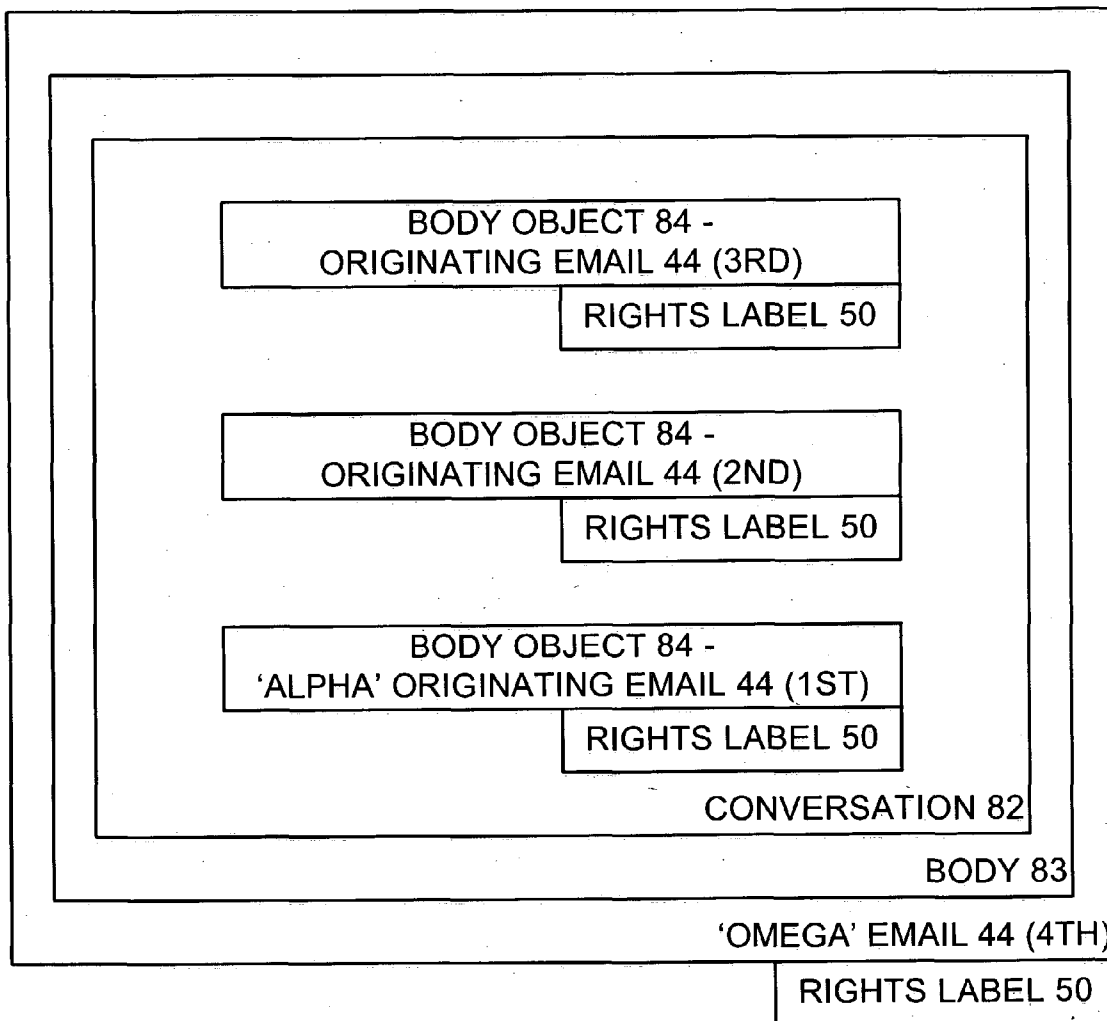 BODY OBJECT 84 -
ORIGINATING EMAIL 44 (3RD)
RIGHTS LABEL 50
BODY OBJECT 84 -
ORIGINATING EMAIL 44 (2ND)
RIGHTS LABEL 50
BODY OBJECT 84 -
‘ALPHA’ ORIGINATING EMAIL 44 (1ST)
RIGHTS LABEL 50
CONVERSATION 82
BODY 83
‘OMEGA’ EMAIL 44 (4TH)
RIGHTS LABEL 50